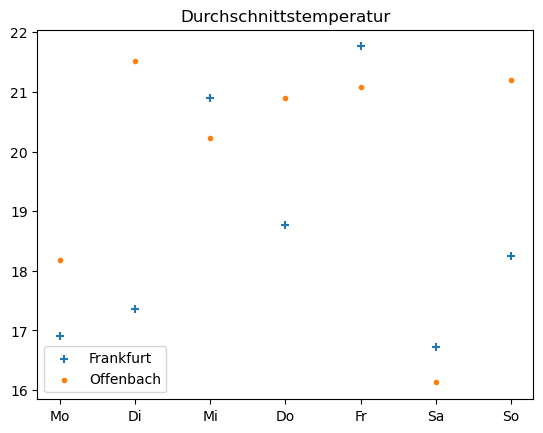 Durchschnittstemperatur
22
21
20
19
18
17
16
Frankfurt
Offenbach
Mo Di Mi Do Fr Sa So